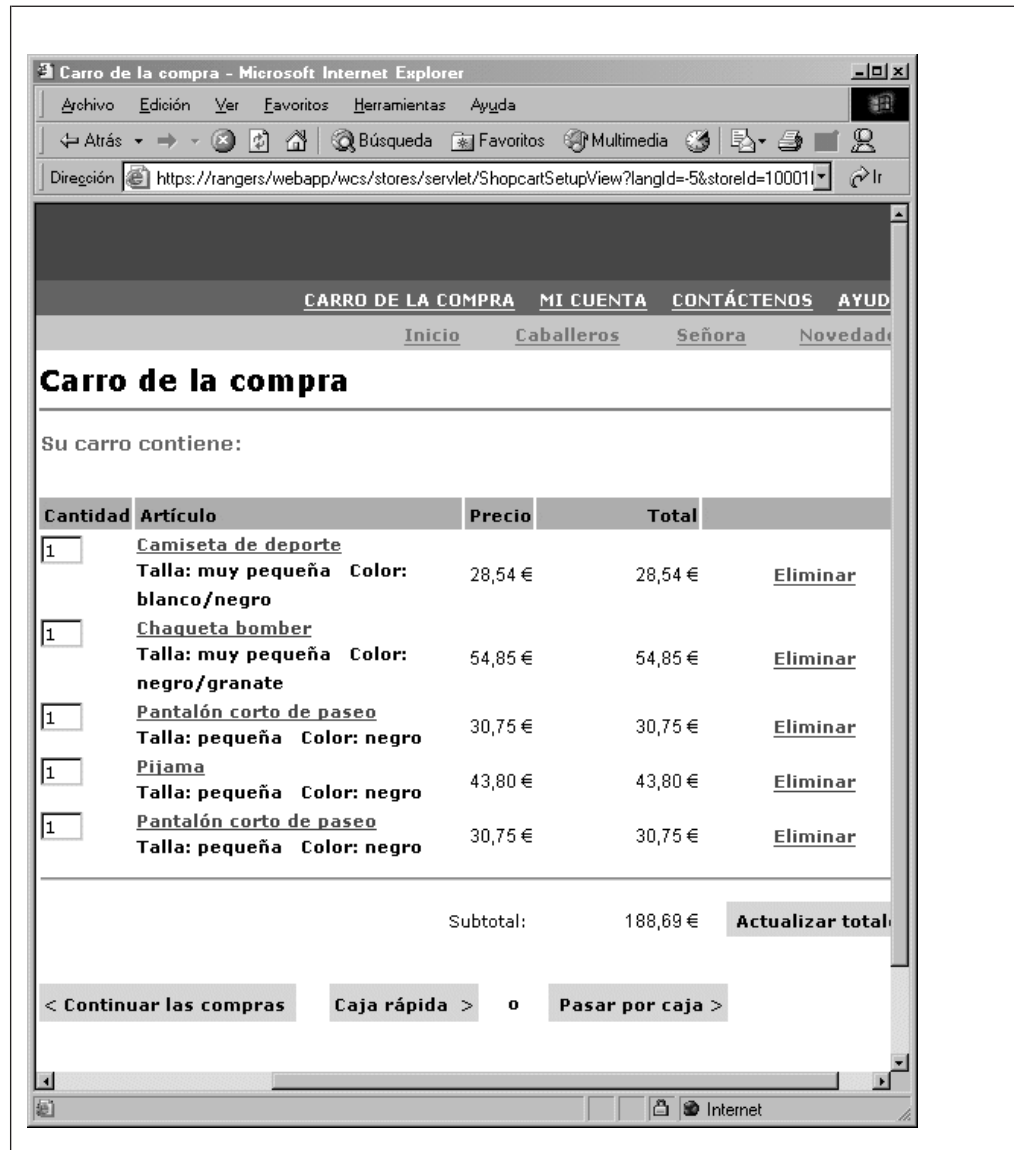 Carro de la compra - Microsoft Internet Explorer
Archivo Edición Ver Favoritos Herramientas Ayuda
Atrás Búsqueda Favoritos Multimedia
Dirección https://rangers/webapp/wcs/stores/servlet/ShopcartSetupView?langId=-5&storeId=10001 Ir
CARRO DE LA COMPRA MI CUENTA CONTÁCTENOS AYUD
Inicio Caballeros Señora Novedade
Carro de la compra
Su carro contiene:
Cantidad Artículo Precio Total
1 Camiseta de deporte
Talla: muy pequeña Color: 28,54 € 28,54 € Eliminar
blanco/negro
1 Chaqueta bomber
Talla: muy pequeña Color: 54,85 € 54,85 € Eliminar
negro/granate
1 Pantalón corto de paseo 30,75 € 30,75 € Eliminar
Talla: pequeña Color: negro
1 Pijama 43,80 € 43,80 € Eliminar
Talla: pequeña Color: negro
1 Pantalón corto de paseo 30,75 € 30,75 € Eliminar
Talla: pequeña Color: negro
Subtotal: 188,69 € Actualizar totale
< Continuar las compras Caja rápida > o Pasar por caja >
Internet